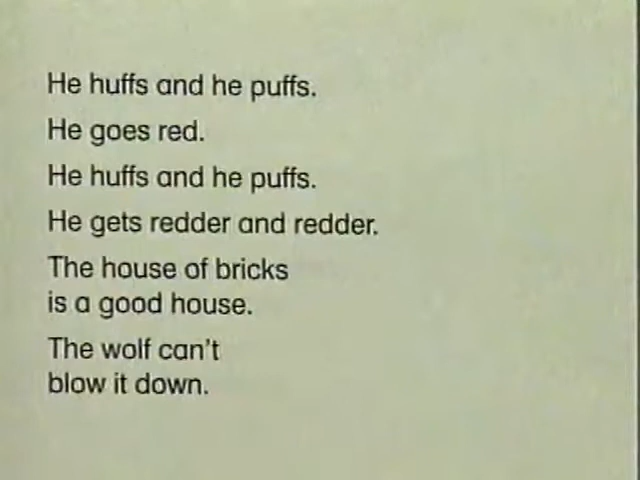 He huffs and he puffs.
He goes red.
He huffs and he puffs.
He gets redder and redder.
The house of bricks
is a good house.
The wolf can't
blow it down.